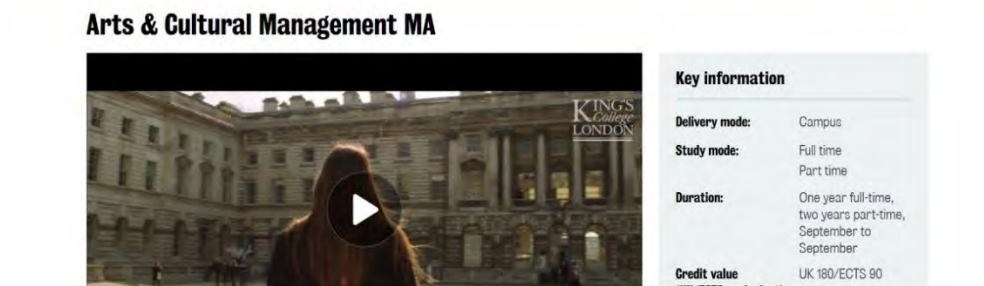 Arts & Cultural Management MA
KING'S
College
LONDON
Key information
Delivery mode: Campus
Study mode: Full time
Part time
Duration: One year full-time,
two years part-time,
September to
September
Credit value UK 180/ECTS 90